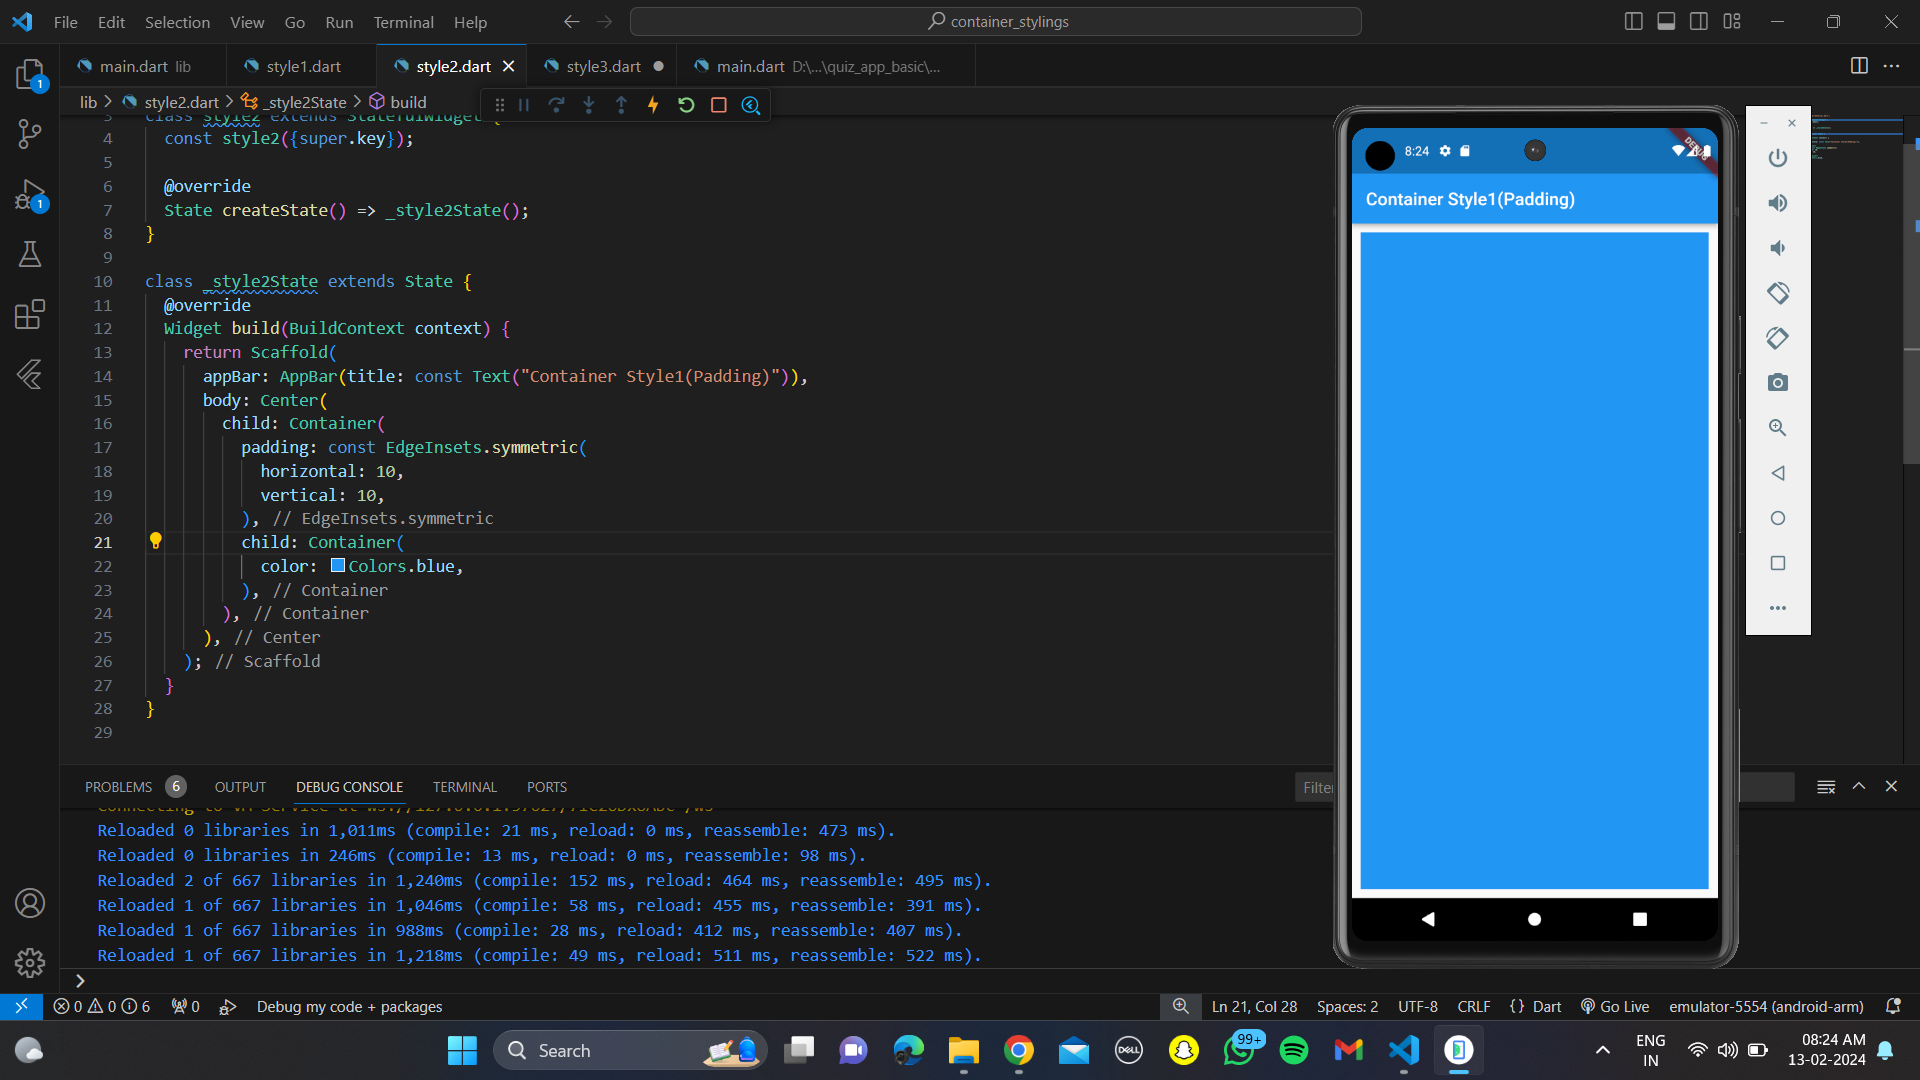 File Edit Selection View Go Run Terminal Help
container_stylings
main.dart lib
style1.dart
style2.dart
style3.dart
main.dart D:\...\quiz_app_basic\...
lib > style2.dart > _style2State > build
3 class style2 extends StatefulWidget {
4 const style2({super.key});
5
6 @override
7 State createState() => _style2State();
8 }
9
10 class _style2State extends State {
11 @override
12 Widget build(BuildContext context) {
13 return Scaffold(
14 appBar: AppBar(title: const Text("Container Style1(Padding)")),
15 body: Center(
16 child: Container(
17 padding: const EdgeInsets.symmetric(
18 horizontal: 10,
19 vertical: 10,
20 ), // EdgeInsets.symmetric
21 child: Container(
22 color: Colors.blue,
23 ), // Container
24 ), // Container
25 ), // Center
26 ); // Scaffold
27 }
28 }
29
8:24
DEBUG
Container Style1(Padding)
1
1
PROBLEMS 6 OUTPUT DEBUG CONSOLE TERMINAL PORTS
Filter
Reloaded 0 libraries in 1,011ms (compile: 21 ms, reload: 0 ms, reassemble: 473 ms).
Reloaded 0 libraries in 246ms (compile: 13 ms, reload: 0 ms, reassemble: 98 ms).
Reloaded 2 of 667 libraries in 1,240ms (compile: 152 ms, reload: 464 ms, reassemble: 495 ms).
Reloaded 1 of 667 libraries in 1,046ms (compile: 58 ms, reload: 455 ms, reassemble: 391 ms).
Reloaded 1 of 667 libraries in 988ms (compile: 28 ms, reload: 412 ms, reassemble: 407 ms).
Reloaded 1 of 667 libraries in 1,218ms (compile: 49 ms, reload: 511 ms, reassemble: 522 ms).
>
0 0 6 0 Debug my code + packages
Ln 21, Col 28 Spaces: 2 UTF-8 CRLF {} Dart Go Live emulator-5554 (android-arm)
Search
DELL
99+
ENG
IN
08:24 AM
13-02-2024